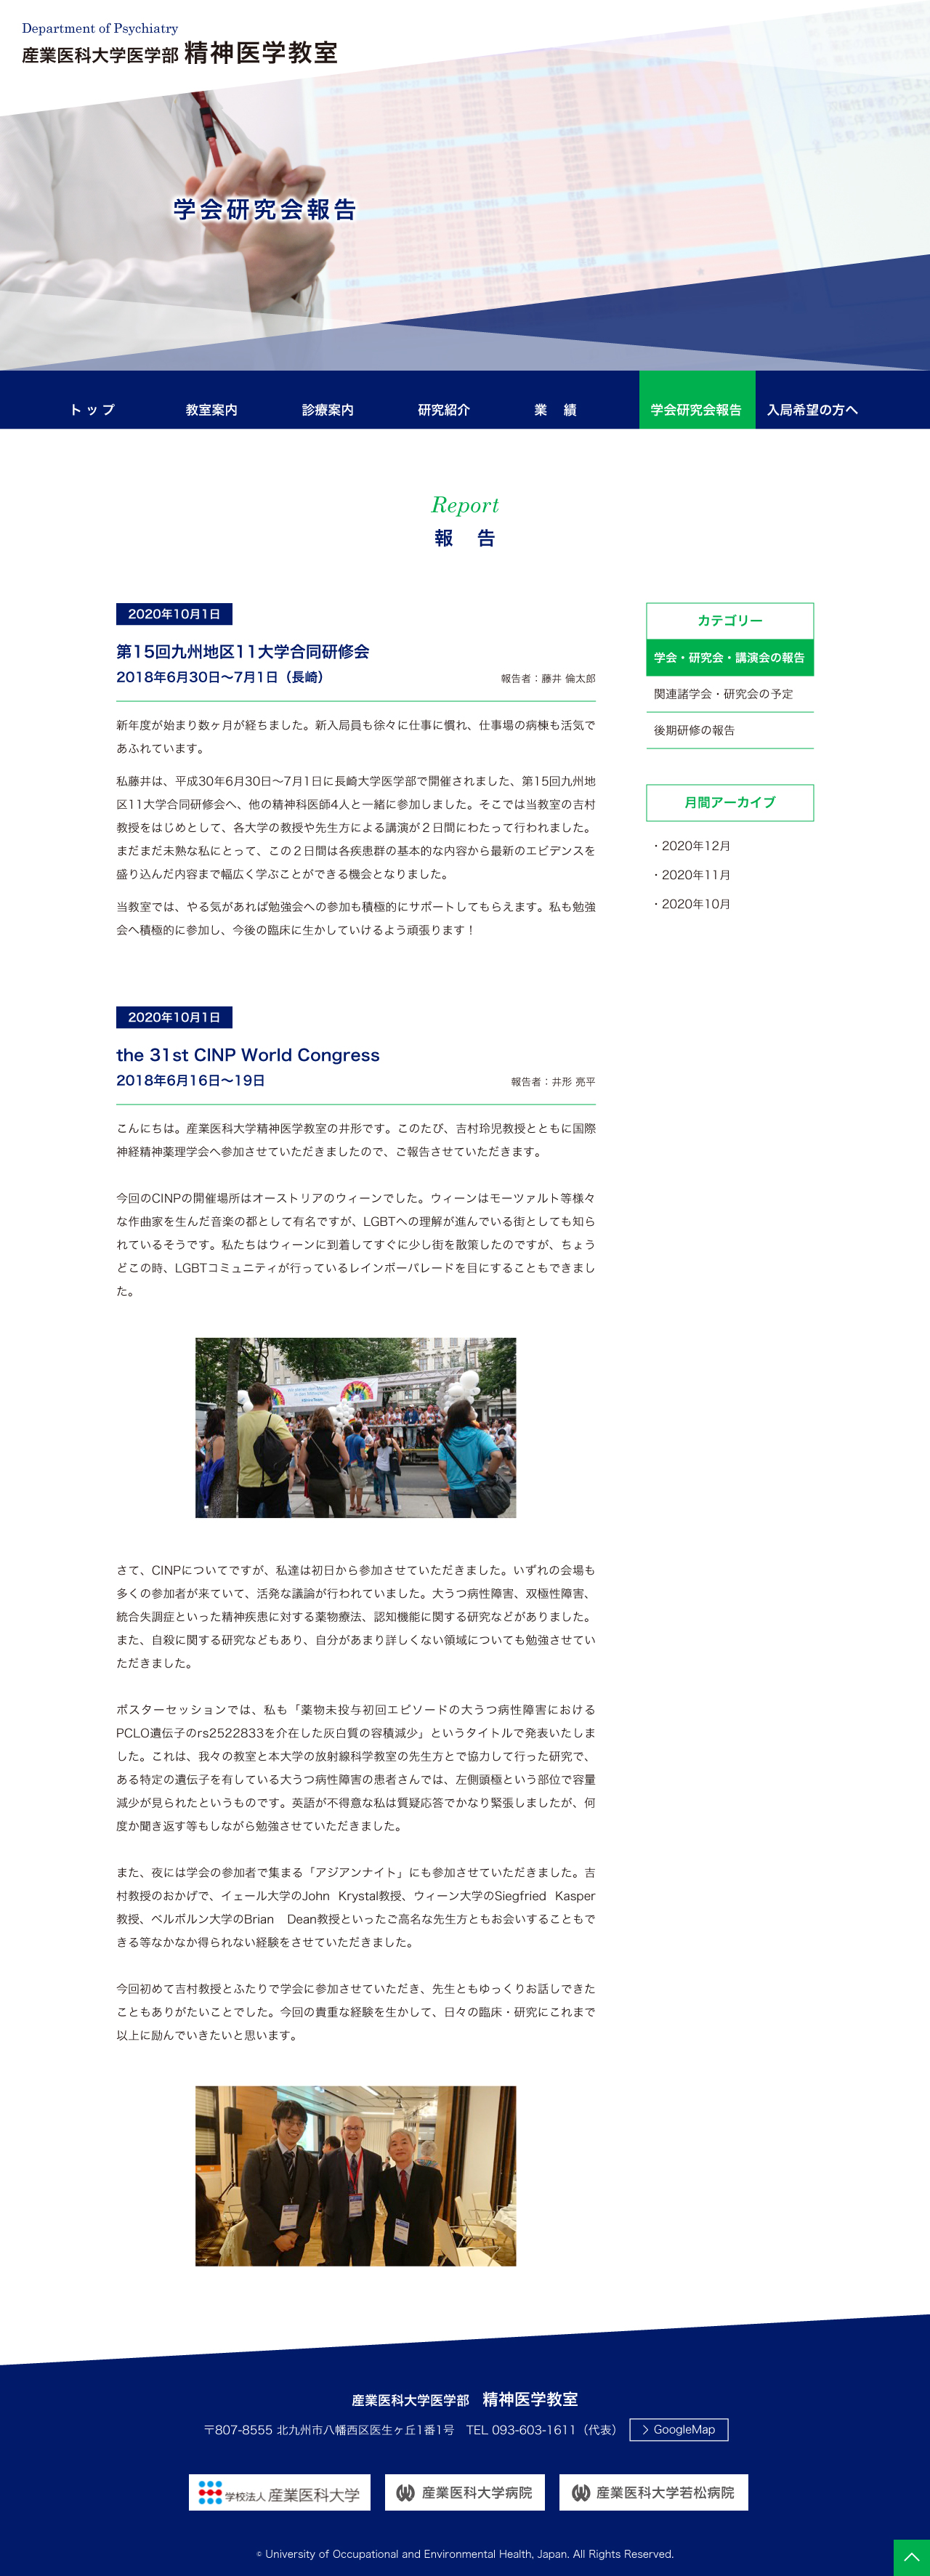 Department of Psychiatry
産業医科大学医学部 精神医学教室
学会研究会報告
トップ 教室案内 診療案内 研究紹介 業 績 学会研究会報告 入局希望の方へ
Report
報 告
2020年10月1日
第15回九州地区11大学合同研修会
2018年6月30日〜7月1日（長崎）
報告者：藤井 倫太郎
新年度が始まり数ヶ月が経ちました。新入局員も徐々に仕事に慣れ、仕事場の病棟も活気で
あふれています。
私藤井は、平成30年6月30日〜7月1日に長崎大学医学部で開催されました、第15回九州地
区11大学合同研修会へ、他の精神科医師4人と一緒に参加しました。そこでは当教室の吉村
教授をはじめとして、各大学の教授や先生方による講演が２日間にわたって行われました。
まだまだ未熟な私にとって、この２日間は各疾患群の基本的な内容から最新のエビデンスを
盛り込んだ内容まで幅広く学ぶことができる機会となりました。
当教室では、やる気があれば勉強会への参加も積極的にサポートしてもらえます。私も勉強
会へ積極的に参加し、今後の臨床に生かしていけるよう頑張ります！
カテゴリー
学会・研究会・講演会の報告
関連諸学会・研究会の予定
後期研修の報告
月間アーカイブ
・2020年12月
・2020年11月
・2020年10月
2020年10月1日
the 31st CINP World Congress
2018年6月16日〜19日
報告者：井形 亮平
こんにちは。産業医科大学精神医学教室の井形です。このたび、吉村玲児教授とともに国際
神経精神薬理学会へ参加させていただきましたので、ご報告させていただきます。
今回のCINPの開催場所はオーストリアのウィーンでした。ウィーンはモーツァルト等様々
な作曲家を生んだ音楽の都として有名ですが、LGBTへの理解が進んでいる街としても知ら
れているそうです。私たちはウィーンに到着してすぐに少し街を散策したのですが、ちょう
どこの時、LGBTコミュニティが行っているレインボーパレードを目にすることもできまし
た。
さて、CINPについてですが、私達は初日から参加させていただきました。いずれの会場も
多くの参加者が来ていて、活発な議論が行われていました。大うつ病性障害、双極性障害、
統合失調症といった精神疾患に対する薬物療法、認知機能に関する研究などがありました。
また、自殺に関する研究などもあり、自分があまり詳しくない領域についても勉強させてい
ただきました。
ポスターセッションでは、私も「薬物未投与初回エピソードの大うつ病性障害における
PCLO遺伝子のrs2522833を介在した灰白質の容積減少」というタイトルで発表いたしま
した。これは、我々の教室と本大学の放射線科学教室の先生方とで協力して行った研究で、
ある特定の遺伝子を有している大うつ病性障害の患者さんでは、左側頭極という部位で容量
減少が見られたというものです。英語が不得意な私は質疑応答でかなり緊張しましたが、何
度か聞き返す等もしながら勉強させていただきました。
また、夜には学会の参加者で集まる「アジアンナイト」にも参加させていただきました。吉
村教授のおかげで、イェール大学のJohn Krystal教授、ウィーン大学のSiegfried Kasper
教授、ベルボルン大学のBrian Dean教授といったご高名な先生方ともお会いすることもで
きる等なかなか得られない経験をさせていただきました。
今回初めて吉村教授とふたりで学会に参加させていただき、先生ともゆっくりお話しできた
こともありがたいことでした。今回の貴重な経験を生かして、日々の臨床・研究にこれまで
以上に励んでいきたいと思います。
産業医科大学医学部 精神医学教室
〒807-8555 北九州市八幡西区医生ヶ丘1番1号 TEL 093-603-1611（代表） GoogleMap
学校法人 産業医科大学 産業医科大学病院 産業医科大学若松病院
© University of Occupational and Environmental Health, Japan. All Rights Reserved.